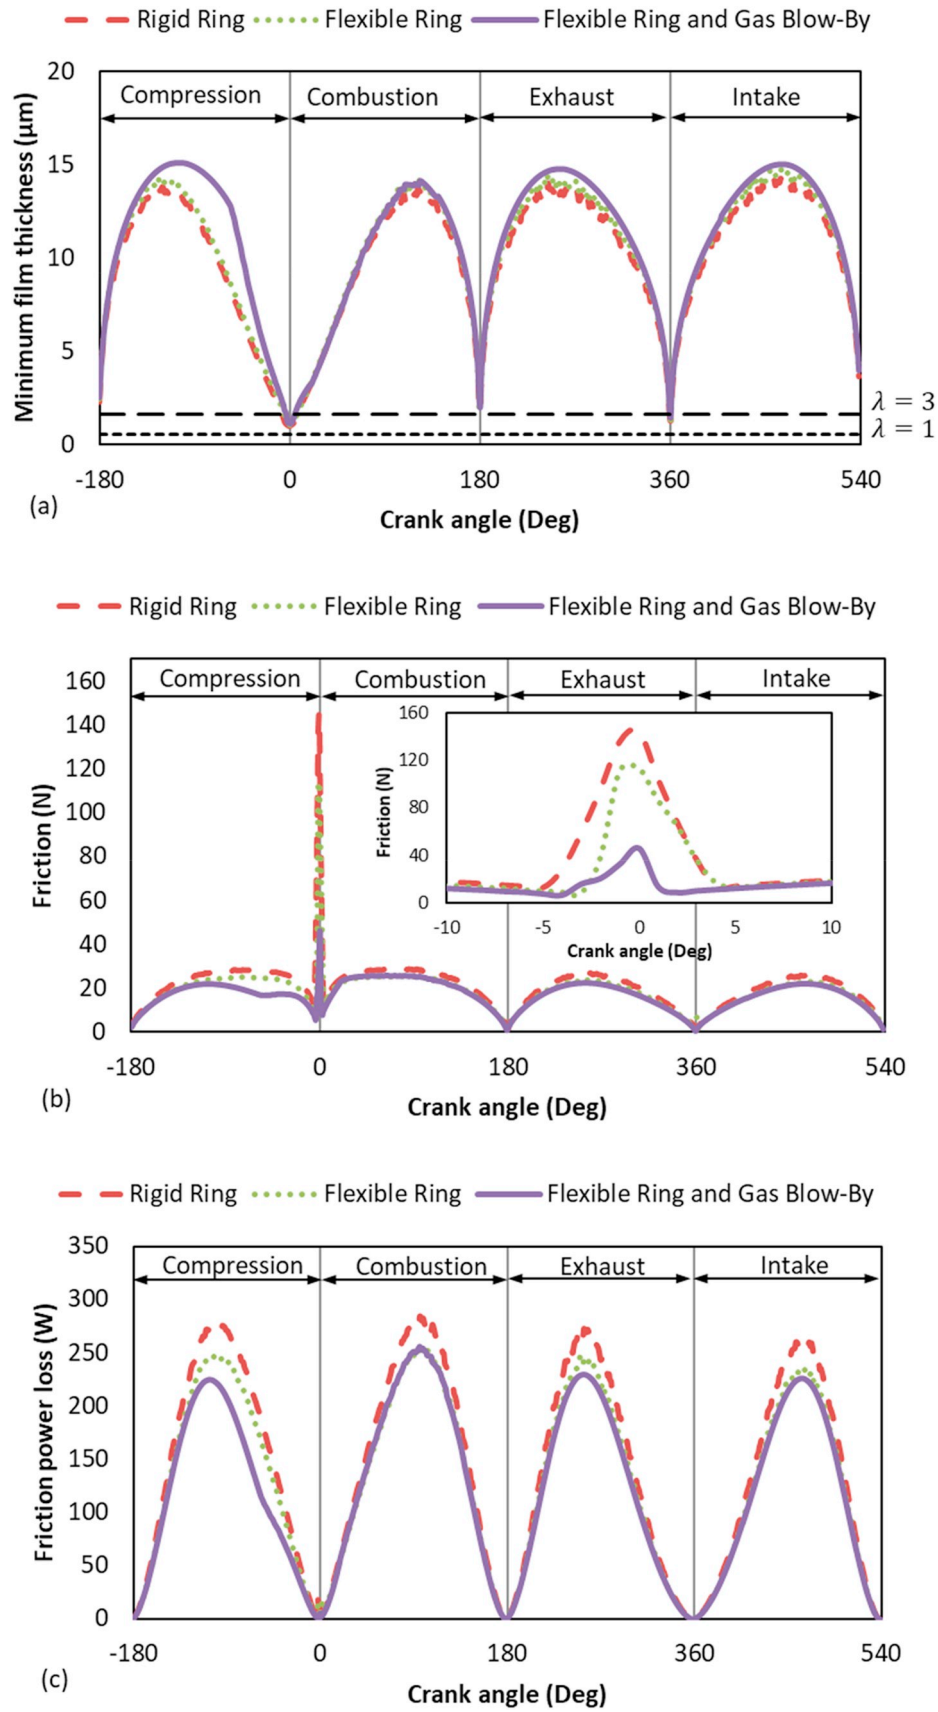 Rigid Ring Flexible Ring Flexible Ring and Gas Blow-By
20
Compression Combustion Exhaust Intake
15
10
5
0
Minimum film thickness (μm)
λ = 3
λ = 1
-180 0 180 360 540
Crank angle (Deg)
(a)
Rigid Ring Flexible Ring Flexible Ring and Gas Blow-By
160
Compression Combustion Exhaust Intake
140
120
100
80
60
40
20
0
Friction (N)
160
120
80
40
0
Friction (N)
-10 -5 0 5 10
Crank angle (Deg)
-180 0 180 360 540
Crank angle (Deg)
(b)
Rigid Ring Flexible Ring Flexible Ring and Gas Blow-By
350
Compression Combustion Exhaust Intake
300
250
200
150
100
50
0
Friction power loss (W)
-180 0 180 360 540
Crank angle (Deg)
(c)